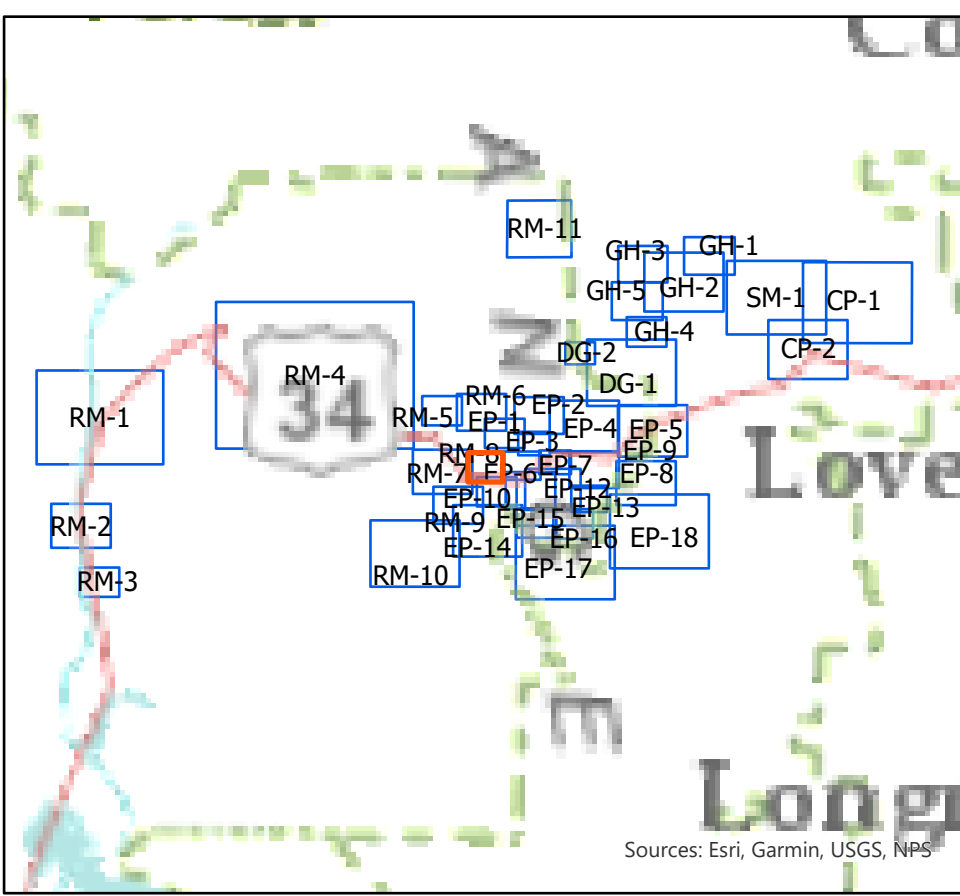 Co
A
RM-11
GH-3
GH-1
GH-5
GH-2
SM-1
CP-1
N
GH-4
DG-2
CP-2
RM-4
34
DG-1
RM-1
RM-5
RM-6
EP-1
EP-2
EP-3
EP-4
EP-5
Love
RM-8
EP-9
RM-7
EP-6
EP-7
EP-8
EP-10
EP-12
EP-13
RM-2
RM-9
EP-15
EP-14
EP-16
EP-18
RM-3
RM-10
EP-17
E
Long
Sources: Esri, Garmin, USGS, NPS